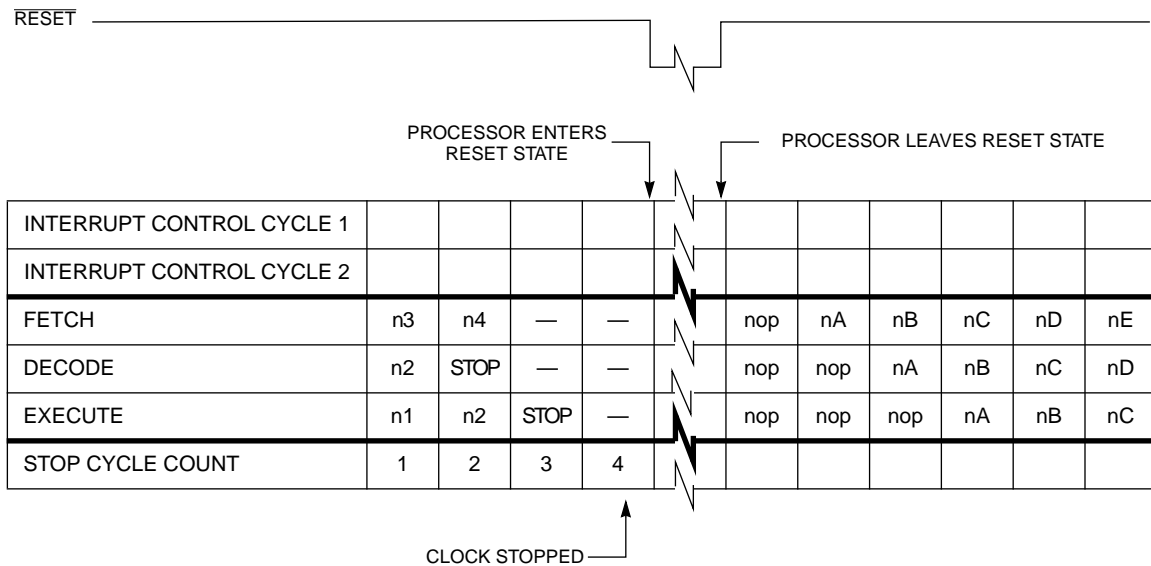 RESET
PROCESSOR ENTERS
RESET STATE
PROCESSOR LEAVES RESET STATE
INTERRUPT CONTROL CYCLE 1
INTERRUPT CONTROL CYCLE 2
FETCH n3 n4 — — nop nA nB nC nD nE
DECODE n2 STOP — — nop nop nA nB nC nD
EXECUTE n1 n2 STOP — nop nop nop nA nB nC
STOP CYCLE COUNT 1 2 3 4
CLOCK STOPPED